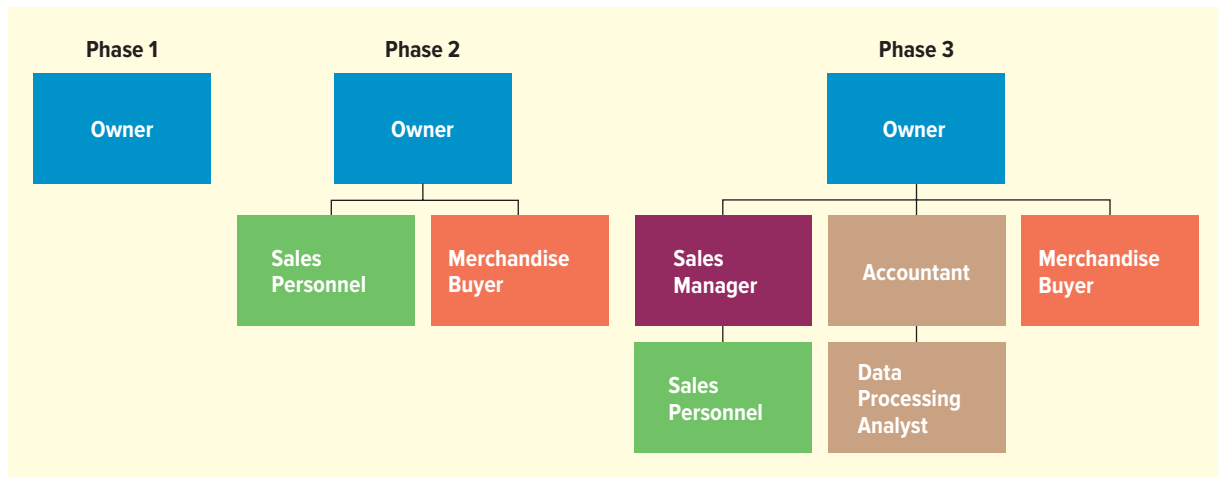 Phase 1
Owner
Phase 2
Owner
Sales
Personnel
Merchandise
Buyer
Phase 3
Owner
Sales
Manager
Accountant
Merchandise
Buyer
Sales
Personnel
Data
Processing
Analyst